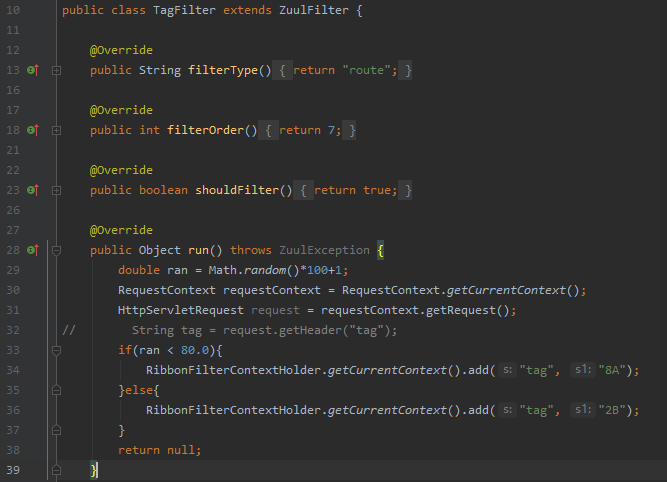 10 public class TagFilter extends ZuulFilter {
11
12 @Override
13 public String filterType() { return "route"; }
16
17 @Override
18 public int filterOrder() { return 7; }
21
22 @Override
23 public boolean shouldFilter() { return true; }
26
27 @Override
28 public Object run() throws ZuulException {
29 double ran = Math.random()*100+1;
30 RequestContext requestContext = RequestContext.getCurrentContext();
31 HttpServletRequest request = requestContext.getRequest();
32 // String tag = request.getHeader("tag");
33 if(ran < 80.0){
34 RibbonFilterContextHolder.getCurrentContext().add( s: "tag", s1: "8A");
35 }else{
36 RibbonFilterContextHolder.getCurrentContext().add( s: "tag", s1: "2B");
37 }
38 return null;
39 }